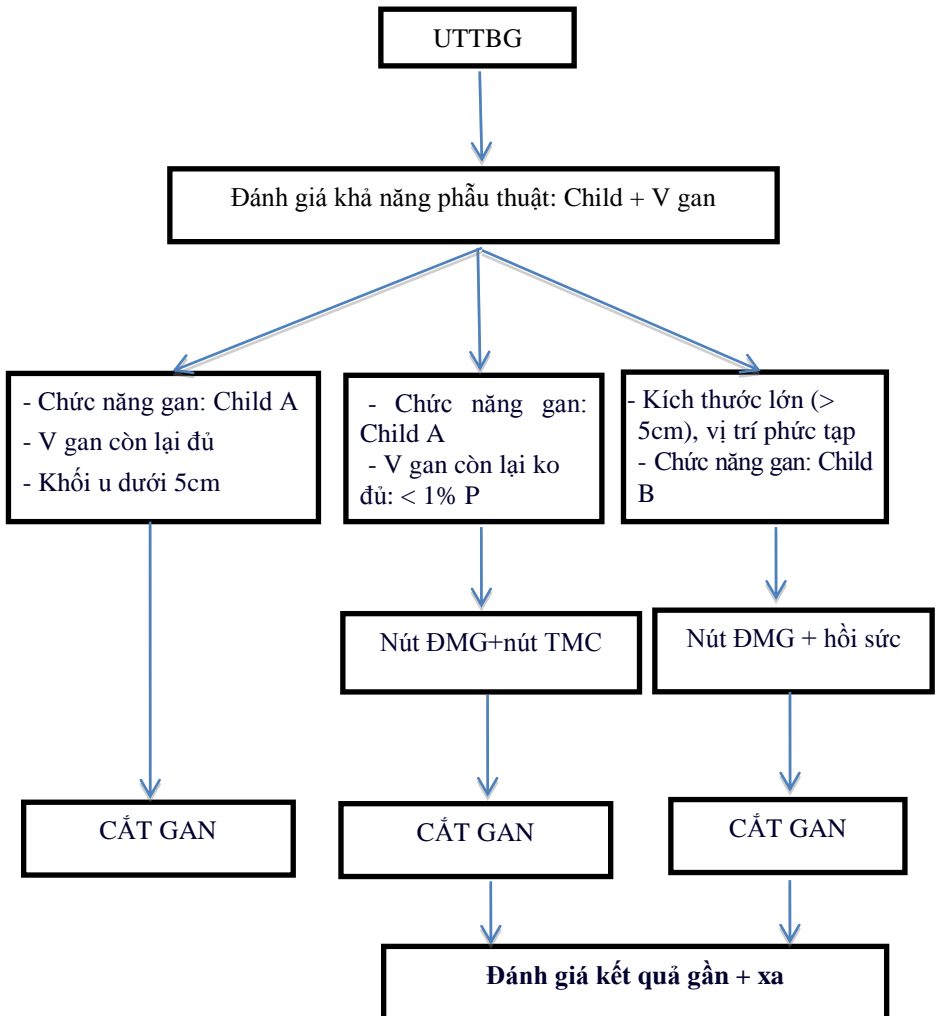 UTTBG
Đánh giá khả năng phẫu thuật: Child + V gan
- Chức năng gan: Child A
- V gan còn lại đủ
- Khối u dưới 5cm
- Chức năng gan:
Child A
- V gan còn lại ko
đủ: < 1% P
- Kích thước lớn (>
5cm), vị trí phức tạp
- Chức năng gan: Child
B
Nút ĐMG+nút TMC
Nút ĐMG + hồi sức
CẮT GAN
CẮT GAN
CẮT GAN
Đánh giá kết quả gần + xa